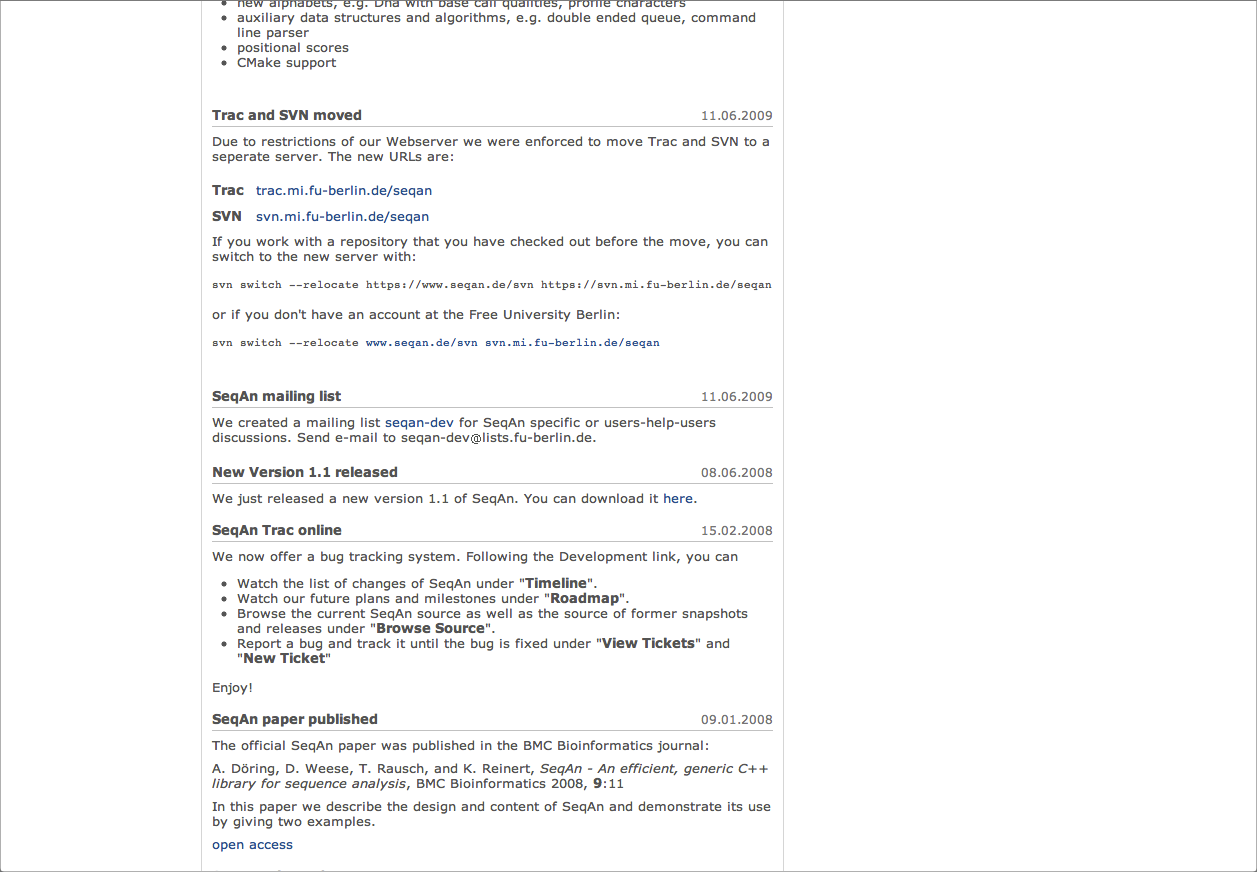 new alphabets, e.g. Dna with base call qualities, profile characters
auxiliary data structures and algorithms, e.g. double ended queue, command
line parser
positional scores
CMake support
Trac and SVN moved 11.06.2009
Due to restrictions of our Webserver we were enforced to move Trac and SVN to a
seperate server. The new URLs are:
Trac trac.mi.fu-berlin.de/seqan
SVN svn.mi.fu-berlin.de/seqan
If you work with a repository that you have checked out before the move, you can
switch to the new server with:
svn switch --relocate https://www.seqan.de/svn https://svn.mi.fu-berlin.de/seqan
or if you don't have an account at the Free University Berlin:
svn switch --relocate www.seqan.de/svn svn.mi.fu-berlin.de/seqan
SeqAn mailing list 11.06.2009
We created a mailing list seqan-dev for SeqAn specific or users-help-users
discussions. Send e-mail to seqan-dev@lists.fu-berlin.de.
New Version 1.1 released 08.06.2008
We just released a new version 1.1 of SeqAn. You can download it here.
SeqAn Trac online 15.02.2008
We now offer a bug tracking system. Following the Development link, you can
Watch the list of changes of SeqAn under "Timeline".
Watch our future plans and milestones under "Roadmap".
Browse the current SeqAn source as well as the source of former snapshots
and releases under "Browse Source".
Report a bug and track it until the bug is fixed under "View Tickets" and
"New Ticket"
Enjoy!
SeqAn paper published 09.01.2008
The official SeqAn paper was published in the BMC Bioinformatics journal:
A. Döring, D. Weese, T. Rausch, and K. Reinert, SeqAn - An efficient, generic C++
library for sequence analysis, BMC Bioinformatics 2008, 9:11
In this paper we describe the design and content of SeqAn and demonstrate its use
by giving two examples.
open access